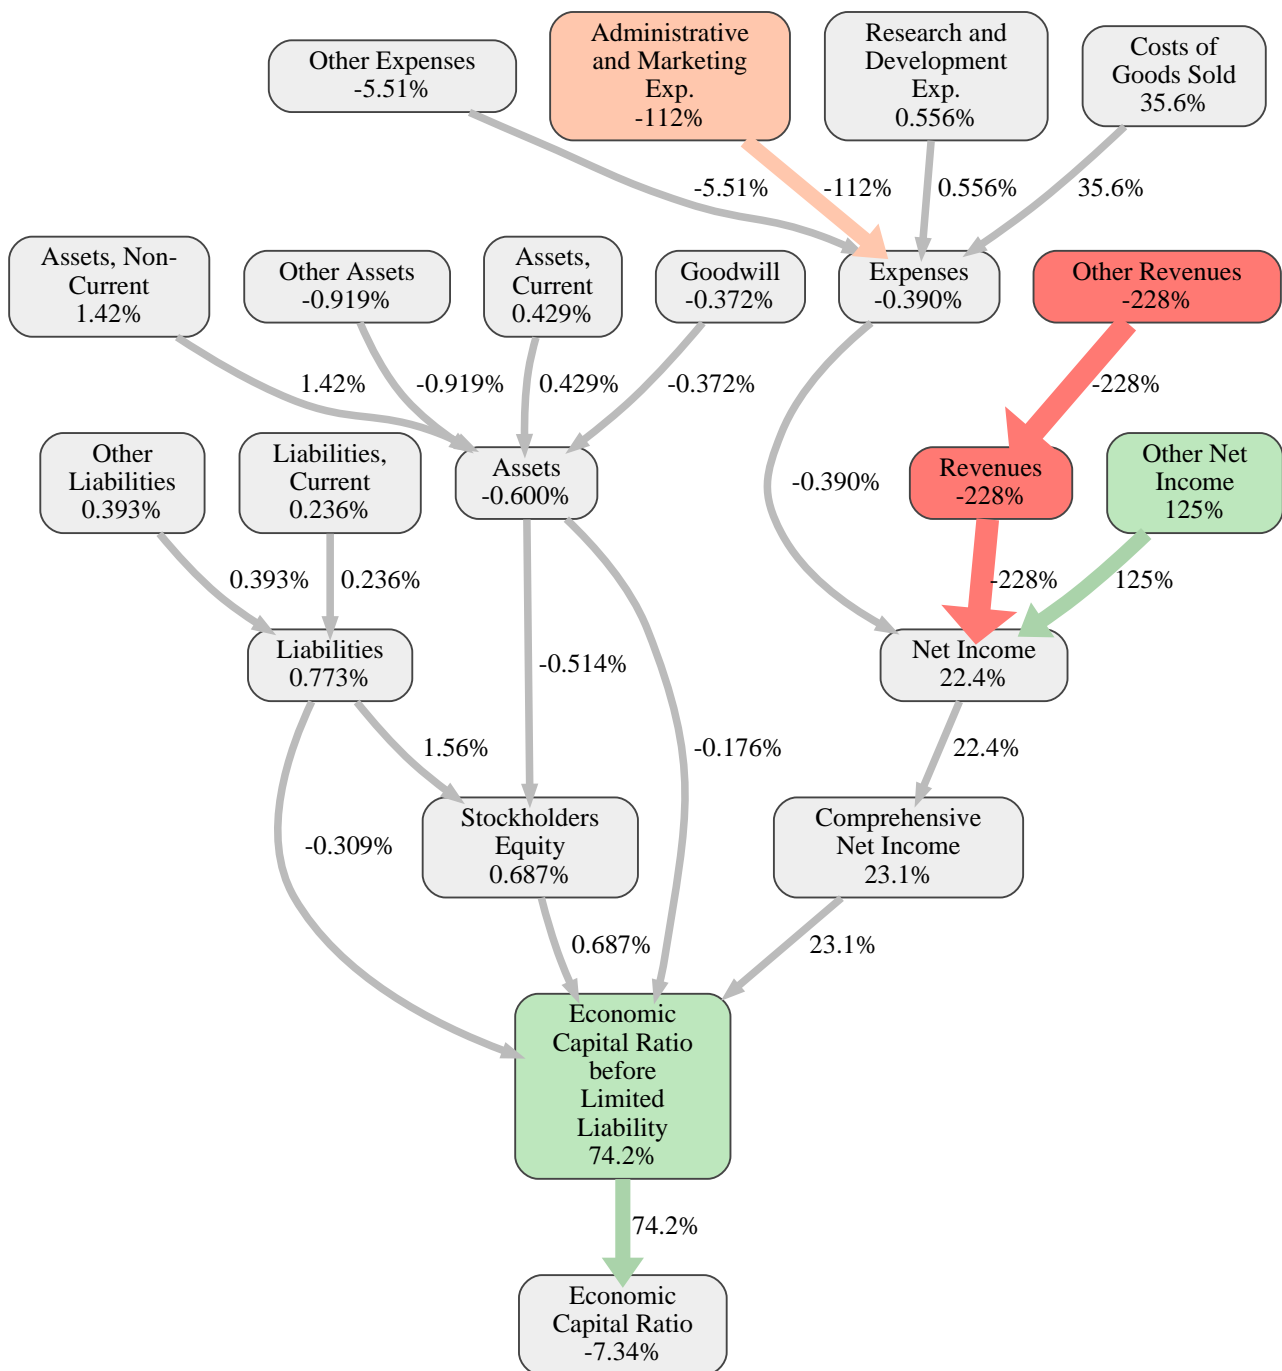 Other Expenses
-5.51%
Administrative
and Marketing
Exp.
-112%
Research and
Development
Exp.
0.556%
Costs of
Goods Sold
35.6%
-5.51%
-112%
0.556%
35.6%
Assets, Non-
Current
1.42%
Other Assets
-0.919%
Assets,
Current
0.429%
Goodwill
-0.372%
Expenses
-0.390%
Other Revenues
-228%
1.42%
-0.919%
0.429%
-0.372%
-228%
Other
Liabilities
0.393%
Liabilities,
Current
0.236%
Assets
-0.600%
-0.390%
Revenues
-228%
Other Net
Income
125%
0.393%
0.236%
-228%
125%
Liabilities
0.773%
-0.514%
Net Income
22.4%
1.56%
-0.176%
22.4%
-0.309%
Stockholders
Equity
0.687%
Comprehensive
Net Income
23.1%
0.687%
23.1%
Economic
Capital Ratio
before
Limited
Liability
74.2%
74.2%
Economic
Capital Ratio
-7.34%